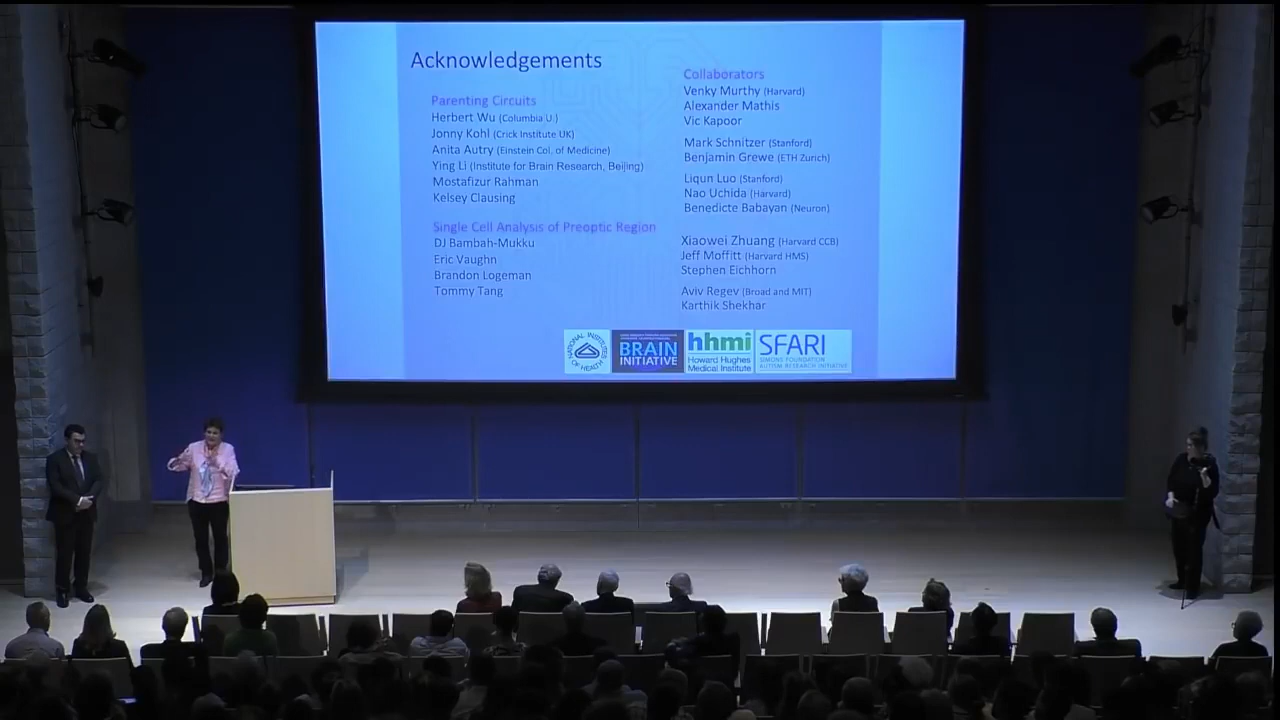 Acknowledgements
Parenting Circuits
Herbert Wu (Columbia U.)
Jonny Kohl (Crick Institute UK)
Anita Autry (Einstein Col. of Medicine)
Ying Li (Institute for Brain Research, Beijing)
Mostafizur Rahman
Kelsey Clausing
Single Cell Analysis of Preoptic Region
DJ Bambah-Mukku
Eric Vaughn
Brandon Logeman
Tommy Tang
Collaborators
Venky Murthy (Harvard)
Alexander Mathis
Vic Kapoor
Mark Schnitzer (Stanford)
Benjamin Grewe (ETH Zurich)
Liqun Luo (Stanford)
Nao Uchida (Harvard)
Benedicte Babayan (Neuron)
Xiaowei Zhuang (Harvard CCB)
Jeff Moffitt (Harvard HMS)
Stephen Eichhorn
Aviv Regev (Broad and MIT)
Karthik Shekhar
NATIONAL INSTITUTES OF HEALTH
BRAIN
INITIATIVE
hhmi
Howard Hughes
Medical Institute
SFARI
SIMONS FOUNDATION
AUTISM RESEARCH INITIATIVE